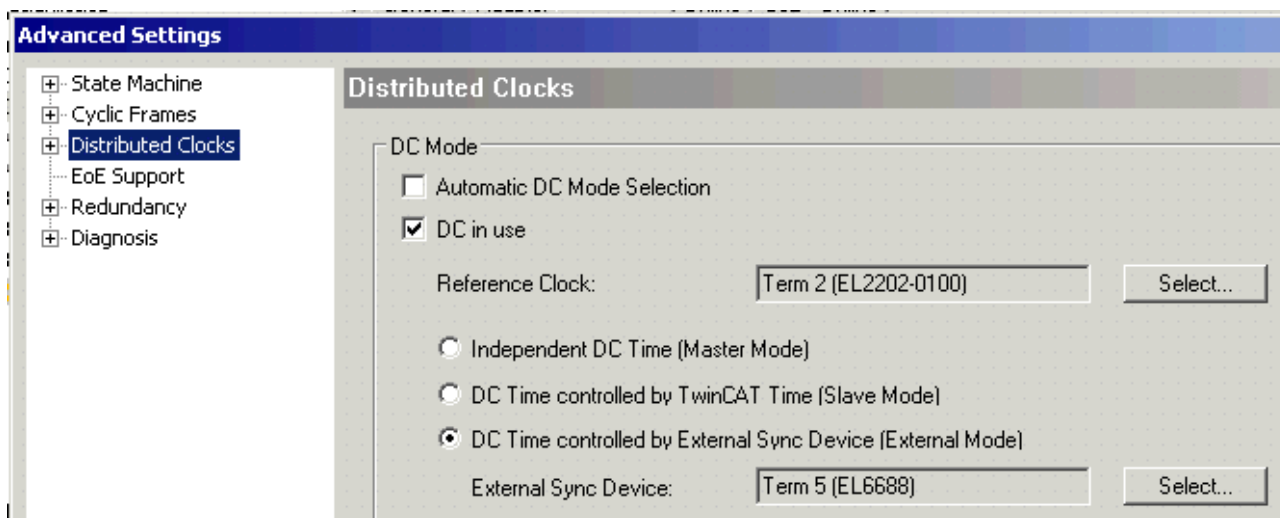 Advanced Settings
State Machine
Cyclic Frames
Distributed Clocks
EoE Support
Redundancy
Diagnosis
Distributed Clocks
DC Mode
Automatic DC Mode Selection
DC in use
Reference Clock: Term 2 (EL2202-0100) Select...
Independent DC Time (Master Mode)
DC Time controlled by TwinCAT Time (Slave Mode)
DC Time controlled by External Sync Device (External Mode)
External Sync Device: Term 5 (EL6688) Select...